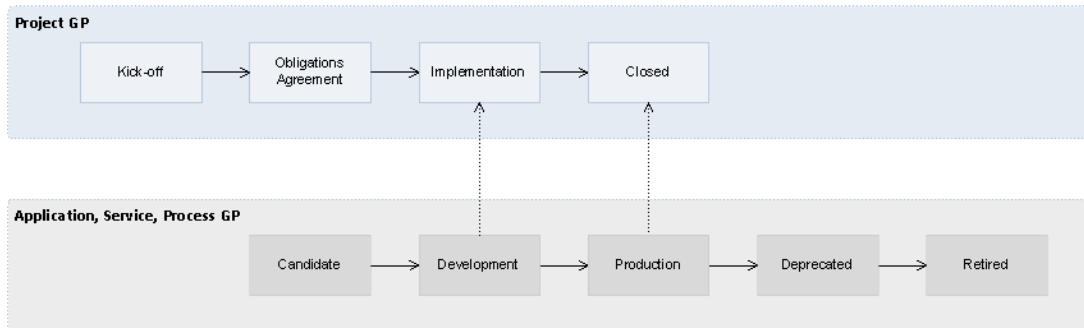 Project GP
Kick-off
Obligations
Agreement
Implementation
Closed
Application, Service, Process GP
Candidate
Development
Production
Deprecated
Retired